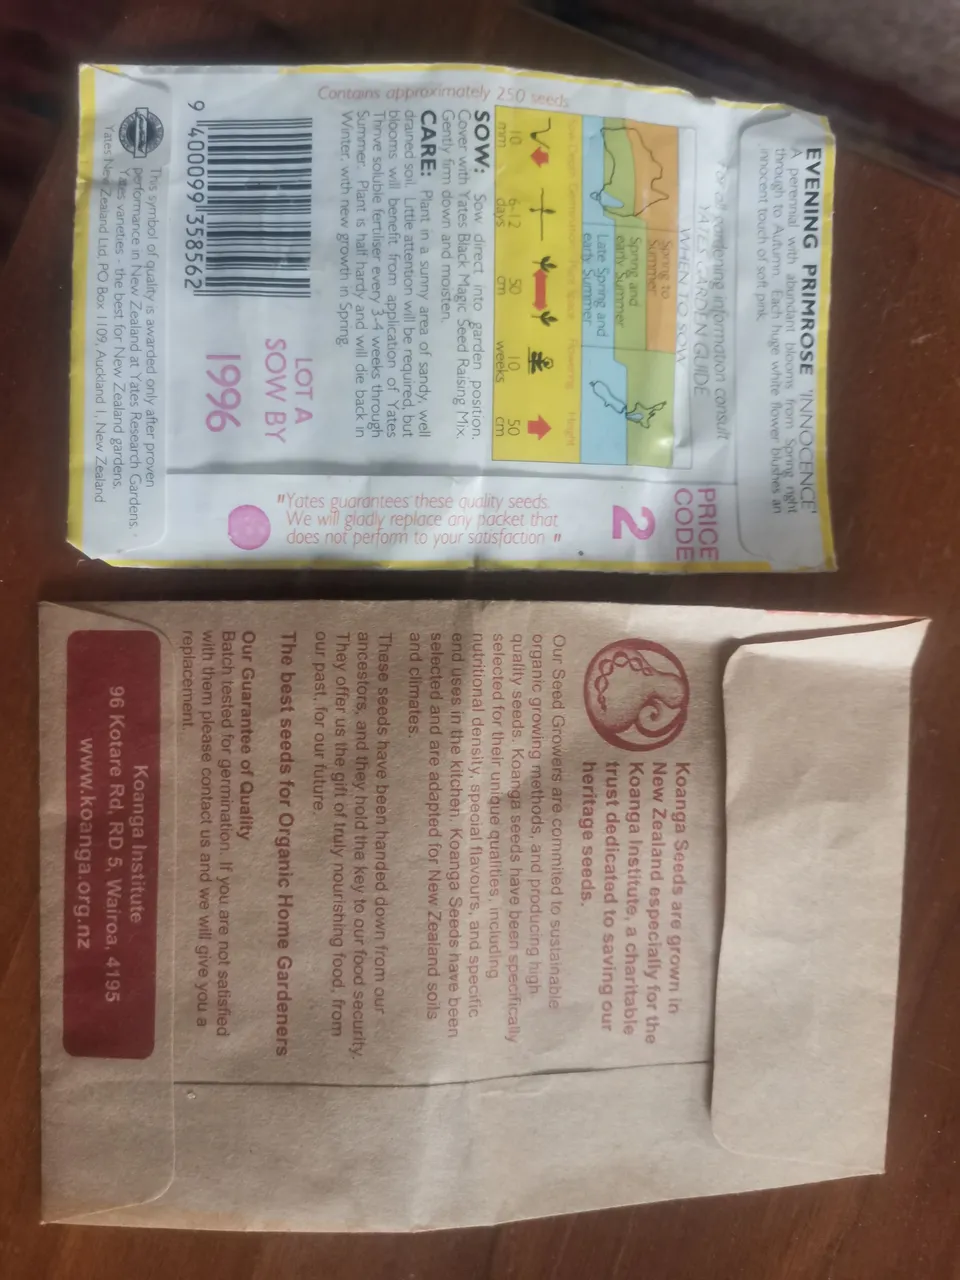 EVENING PRIMROSE 'INNOCENCE'
A perennial with abundant blooms from Spring right
through to Autumn. Each huge white flower blushes an
innocent touch of soft pink.
For gardening information consult
YATES GARDEN GUIDE
WHEN TO SOW
Spring to
Summer
Spring and
early Summer
Late Spring and
early Summer
Flowering
Height
10
mm
6-12
days
50
cm
10
weeks
50
cm
Contains approximately 250 seeds
SOW: Sow direct into garden position.
Cover with Yates Black Magic Seed Raising Mix.
Gently firm down and moisten.
CARE: Plant in a sunny area of sandy, well
drained soil. Little attention will be required, but
blooms will benefit from application of Yates
Thrive soluble fertiliser every 3-4 weeks through
Summer. Plant is half hardy and will die back in
Winter, with new growth in Spring
9 400099 358562
LOT A
SOW BY
1996
This symbol of quality is awarded only after proven
performance in New Zealand at Yates Research Gardens.
Yates varieties - the best for New Zealand gardens.
Yates New Zealand Ltd. PO Box 1109, Auckland 1, New Zealand
PRICE
CODE
2
"Yates guarantees these quality seeds.
We will gladly replace any packet that
does not perform to your satisfaction"
Koanga Seeds are grown in
New Zealand especially for the
Koanga Institute, a charitable
trust dedicated to saving our
heritage seeds.
Our Seed Growers are commited to sustainable
organic growing methods, and producing high
quality seeds. Koanga seeds have been specifically
selected for their unique qualities, including
nutritional density, special flavours, and specific
end uses in the kitchen. Koanga Seeds have been
selected and are adapted for New Zealand soils
and climates.
These seeds have been handed down from our
ancestors, and they hold the key to our food security.
They offer us the gift of truly nourishing food, from
our past, for our future.
The best seeds for Organic Home Gardeners
Our Guarantee of Quality
Batch tested for germination. If you are not satisfied
with them please contact us and we will give you a
replacement.
Koanga Institute
96 Kotare Rd, RD 5, Wairoa, 4195
www.koanga.org.nz